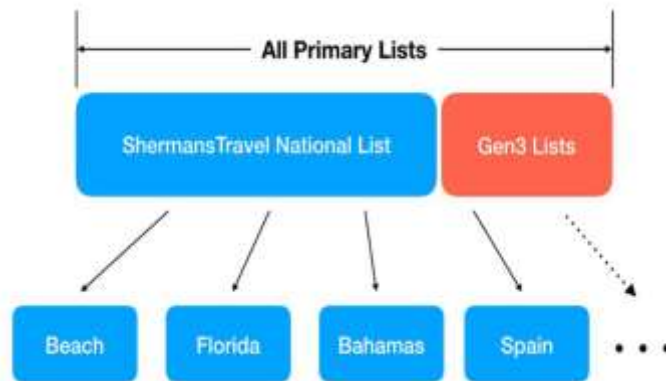 All Primary Lists
ShermansTravel National List
Gen3 Lists
Beach
Florida
Bahamas
Spain